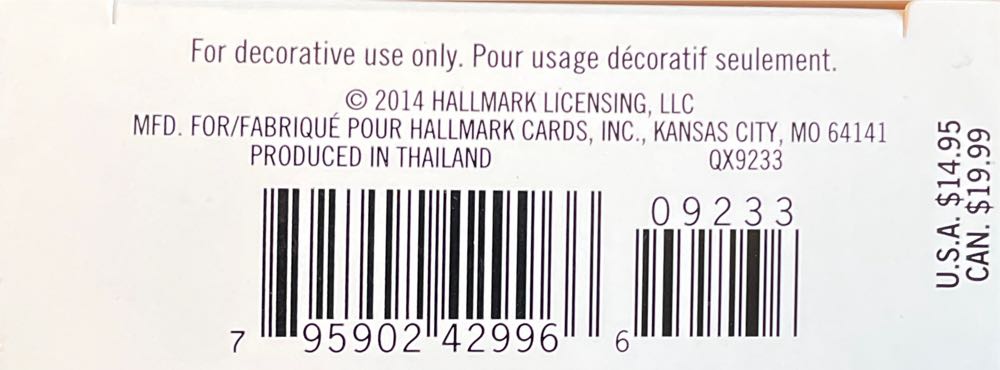 For decorative use only. Pour usage décoratif seulement.
© 2014 HALLMARK LICENSING, LLC
MFD. FOR/FABRIQUÉ POUR HALLMARK CARDS, INC., KANSAS CITY, MO 64141
PRODUCED IN THAILAND QX9233
09233
7 95902 42996 6
U.S.A. $14.95
CAN. $19.99